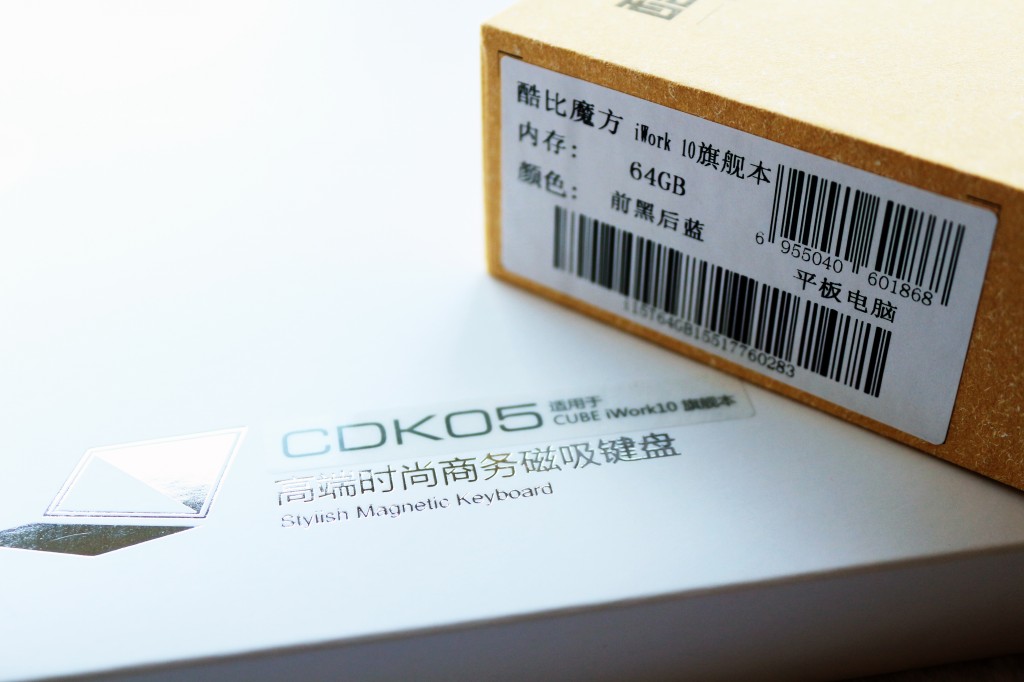 酷比魔方 iWork 10旗舰本
内存: 64GB
颜色: 前黑后蓝
6 955040 601868
平板电脑
115T64GB15517760283
CDK05 适用于
CUBE iWork10 旗舰本
高端时尚商务磁吸键盘
Stylish Magnetic Keyboard